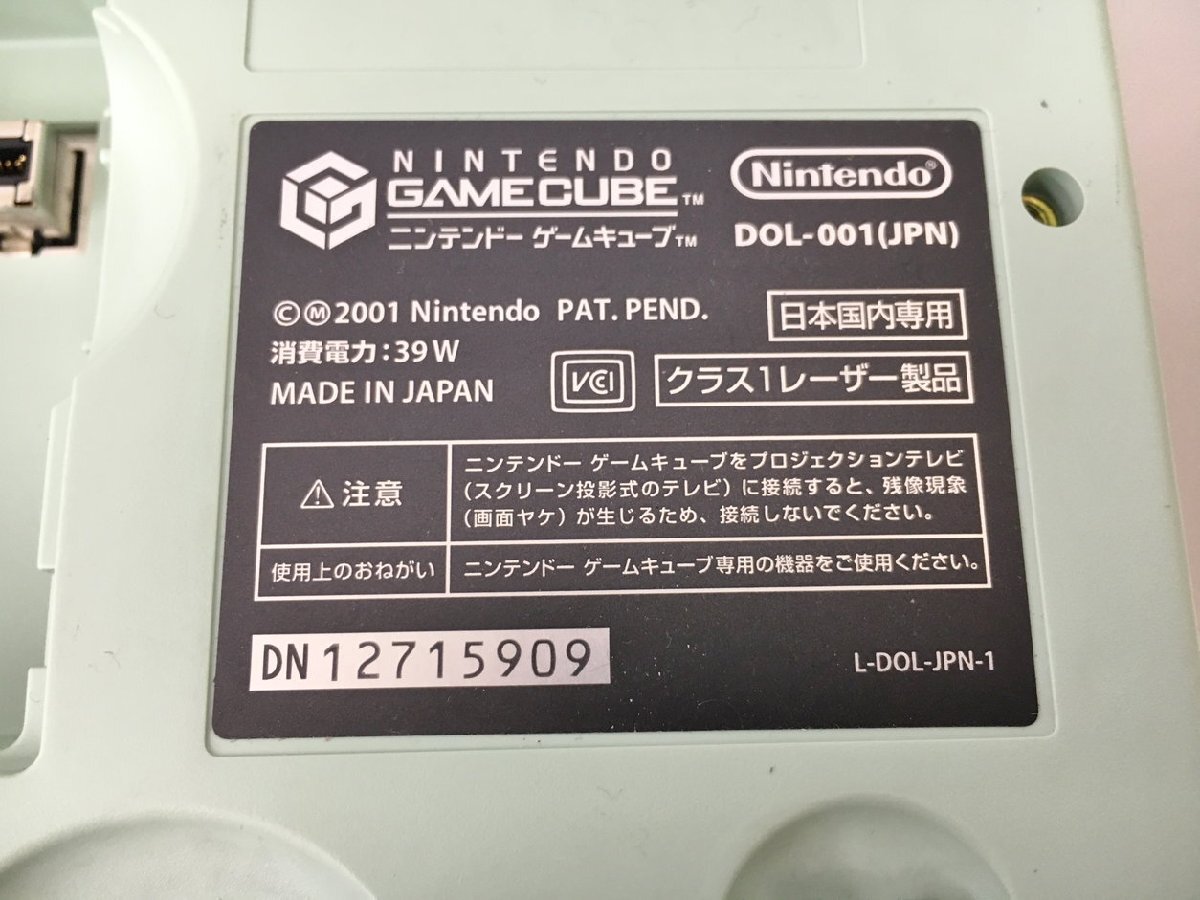 NINTENDO
GAMECUBE™
ニンテンドー ゲームキューブ™
Nintendo®
DOL-001(JPN)
©Ⓜ2001 Nintendo PAT. PEND.
日本国内専用
消費電力:39W
MADE IN JAPAN
VCI
クラス1レーザー製品
⚠注意
ニンテンドー ゲームキューブをプロジェクションテレビ
(スクリーン投影式のテレビ)に接続すると、残像現象
(画面ヤケ)が生じるため、接続しないでください。
使用上のおねがい
ニンテンドー ゲームキューブ専用の機器をご使用ください。
DN12715909
L-DOL-JPN-1